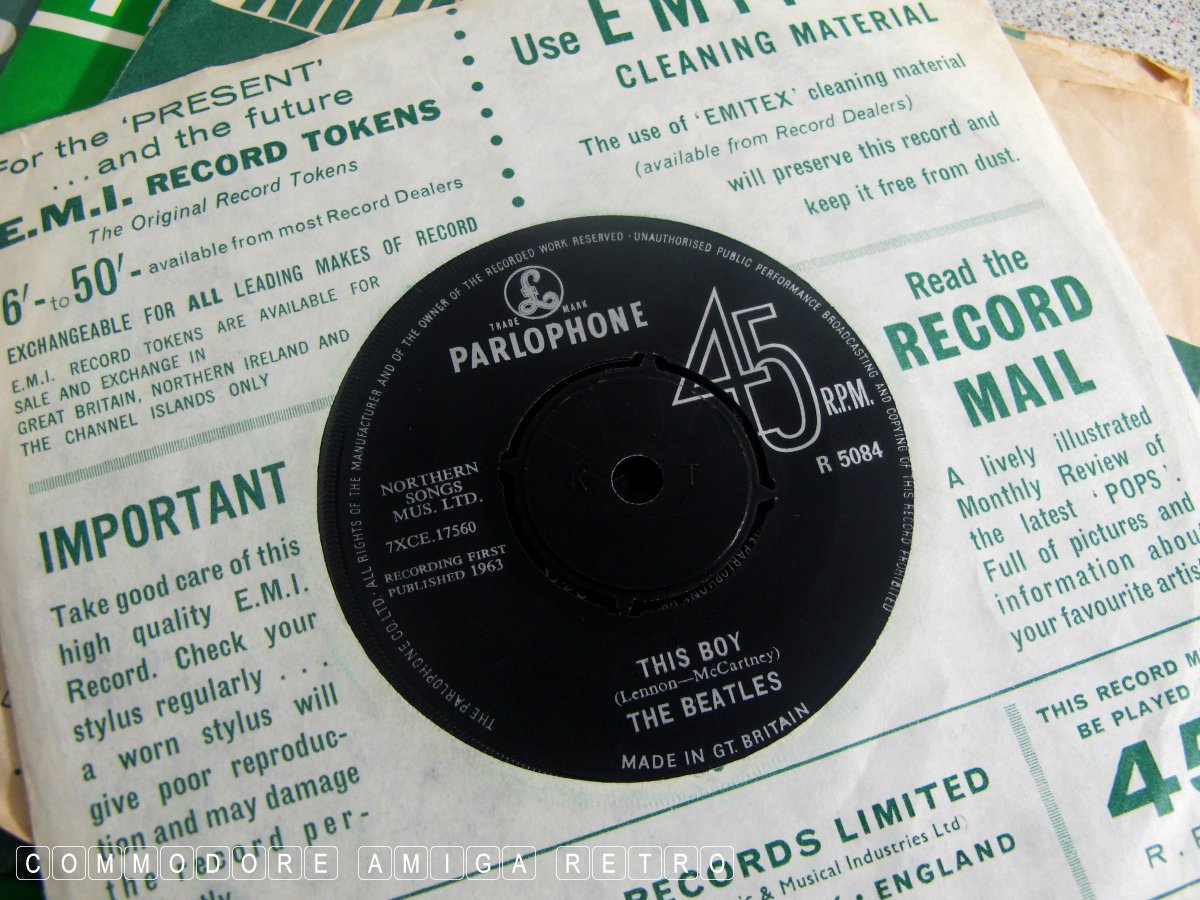 For the 'PRESENT'
...and the future
E.M.I. RECORD TOKENS
The Original Record Tokens
6'- to 50'- available from most Record Dealers
EXCHANGEABLE FOR ALL LEADING MAKES OF RECORD
E.M.I. RECORD TOKENS ARE AVAILABLE FOR
SALE AND EXCHANGE IN
GREAT BRITAIN, NORTHERN IRELAND AND
THE CHANNEL ISLANDS ONLY
Use EMI
CLEANING MATERIAL
The use of 'EMITEX' cleaning material
(available from Record Dealers)
will preserve this record and
keep it free from dust.
IMPORTANT
Take good care of this
high quality E.M.I.
Record. Check your
stylus regularly . . .
a worn stylus will
give poor reproduc-
tion and may damage
the record per-
Read the
RECORD
MAIL
A lively illustrated
Monthly Review of
the latest 'POPS'.
Full of pictures and
information abou
your favourite artis
THE PARLOPHONE CO. LTD. · ALL RIGHTS OF THE MANUFACTURER AND OF THE OWNER OF THE RECORDED WORK RESERVED · UNAUTHORISED PUBLIC PERFORMANCE BROADCASTING AND COPYING OF THIS RECORD PROHIBITED
£
TRADE MARK
PARLOPHONE
45
R.P.M.
R 5084
NORTHERN
SONGS
MUS. LTD.
7XCE.17560
RECORDING FIRST
PUBLISHED 1963
K T
THIS BOY
(Lennon—McCartney)
THE BEATLES
MADE IN GT. BRITAIN
THIS RECORD M
BE PLAYED
45
R.
RECORDS LIMITED
& Musical Industries Ltd)
ENGLAND
COMMODORE AMIGA RETRO